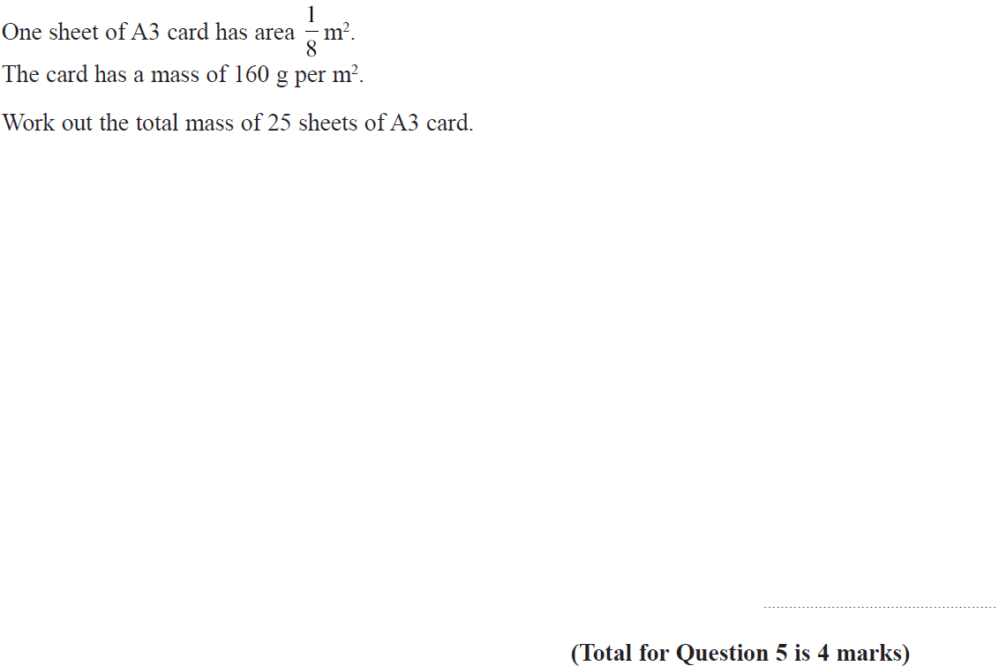 One sheet of A3 card has area 1/8 m².
The card has a mass of 160 g per m².
Work out the total mass of 25 sheets of A3 card.
(Total for Question 5 is 4 marks)